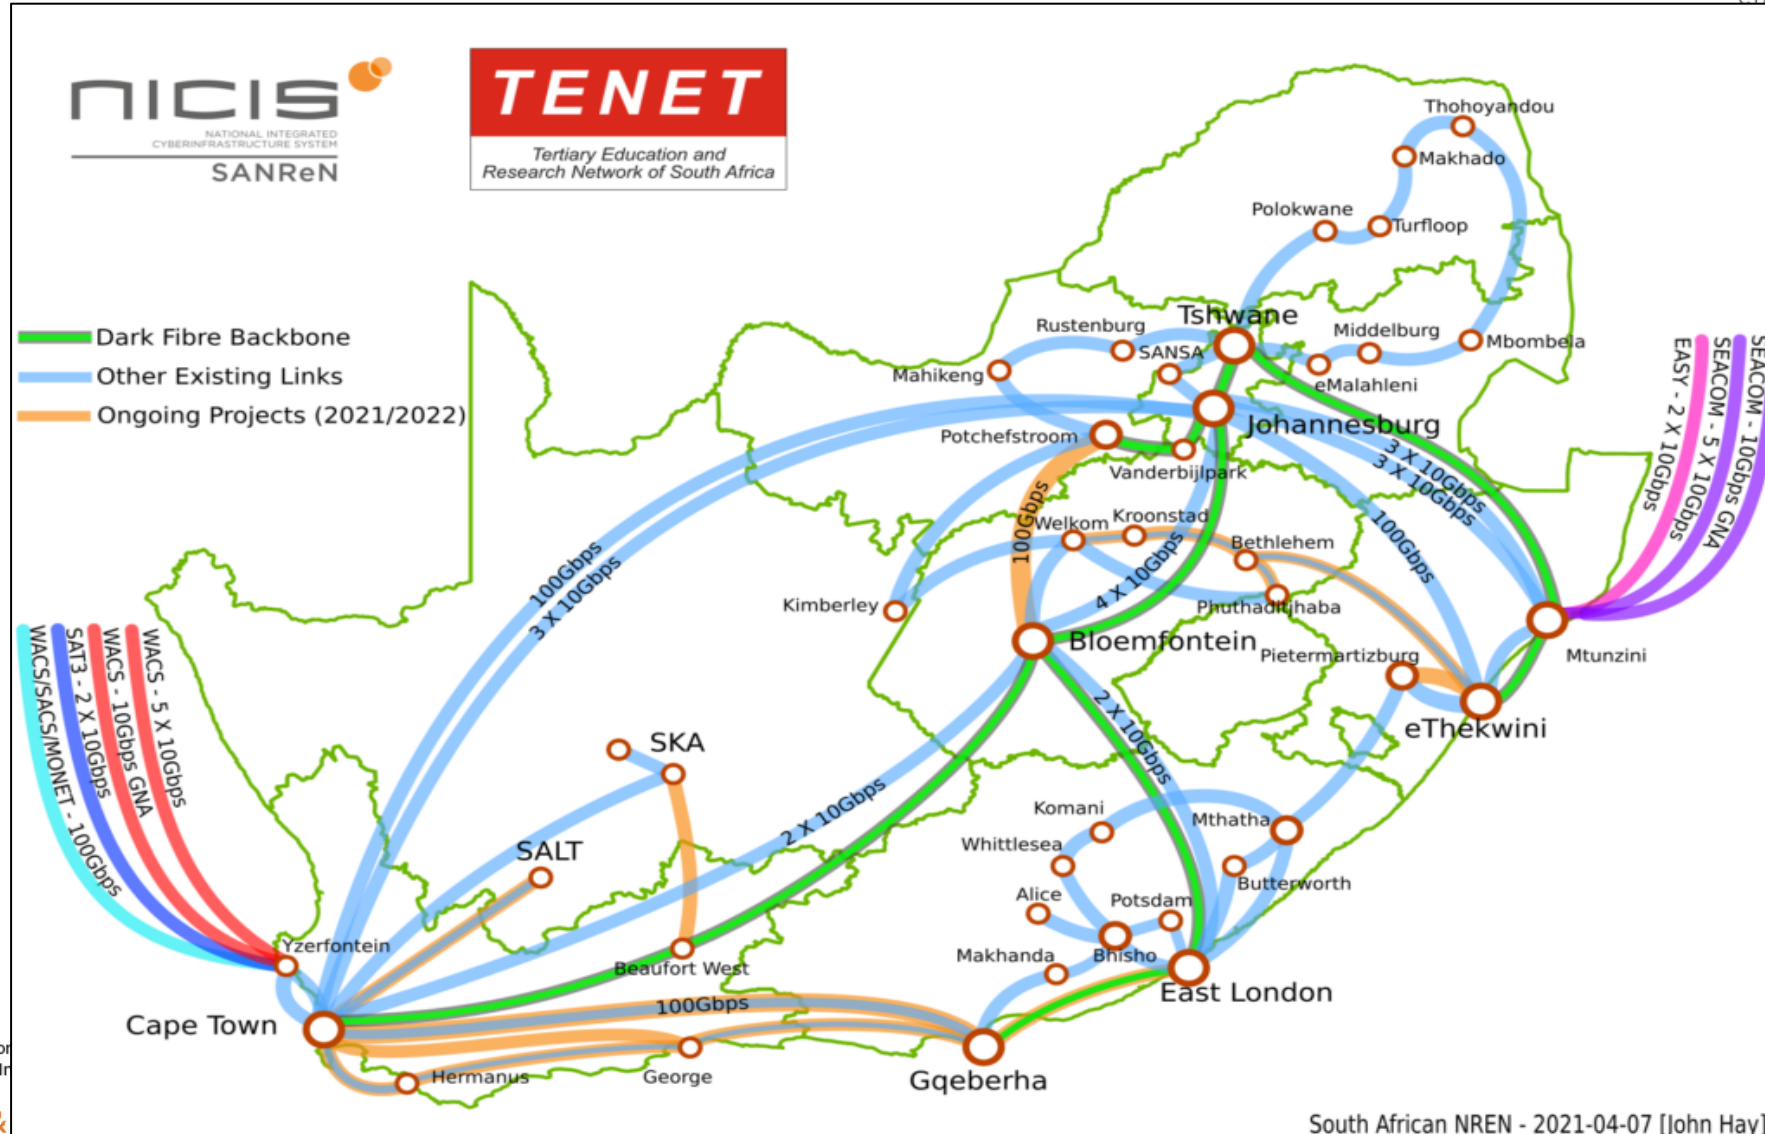 NICIS
NATIONAL INTEGRATED
CYBERINFRASTRUCTURE SYSTEM
SANReN
TENET
Tertiary Education and
Research Network of South Africa
Dark Fibre Backbone
Other Existing Links
Ongoing Projects (2021/2022)
Thohoyandou
Makhado
Polokwane
Turfloop
Tshwane
Rustenburg
SANSA
Middelburg
Mbombela
eMalahleni
Mahikeng
Johannesburg
Potchefstroom
Vanderbijlpark
3 X 10Gbps
3 X 10Gbps
100Gbps
100Gbps
Welkom
Kroonstad
Bethlehem
4 X 10Gbps
Phuthaditjhaba
Kimberley
100Gbps
3 X 10Gbps
Bloemfontein
Pietermartizburg
Mtunzini
eThekwini
EASY - 2 X 10Gbps
SEACOM - 5 X 10Gbps
SEACOM - 10Gbps GNA
WACS/SACS/MONET - 100Gbps
SAT3 - 2 X 10Gbps
WACS - 10Gbps GNA
WACS - 5 X 10Gbps
2 X 10Gbps
2 X 10Gbps
SKA
SALT
Komani
Mthatha
Whittlesea
Butterworth
Alice
Potsdam
Makhanda
Bhisho
Yzerfontein
Beaufort West
East London
100Gbps
Cape Town
Hermanus
George
Gqeberha
South African NREN - 2021-04-07 [John Hay]